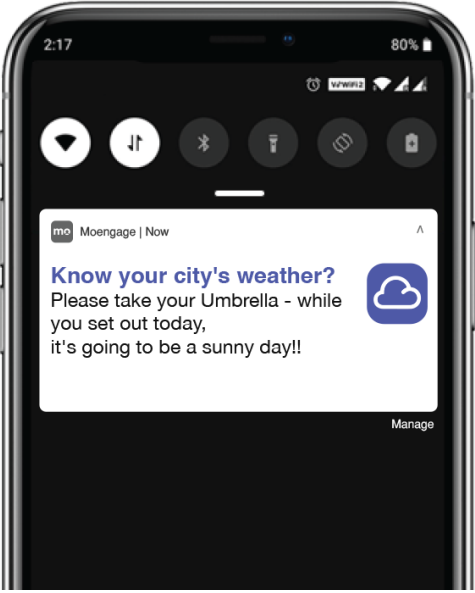 2:17
80%
VoWiFi2
mo
Moengage | Now
Know your city's weather?
Please take your Umbrella - while
you set out today,
it's going to be a sunny day!!
Manage